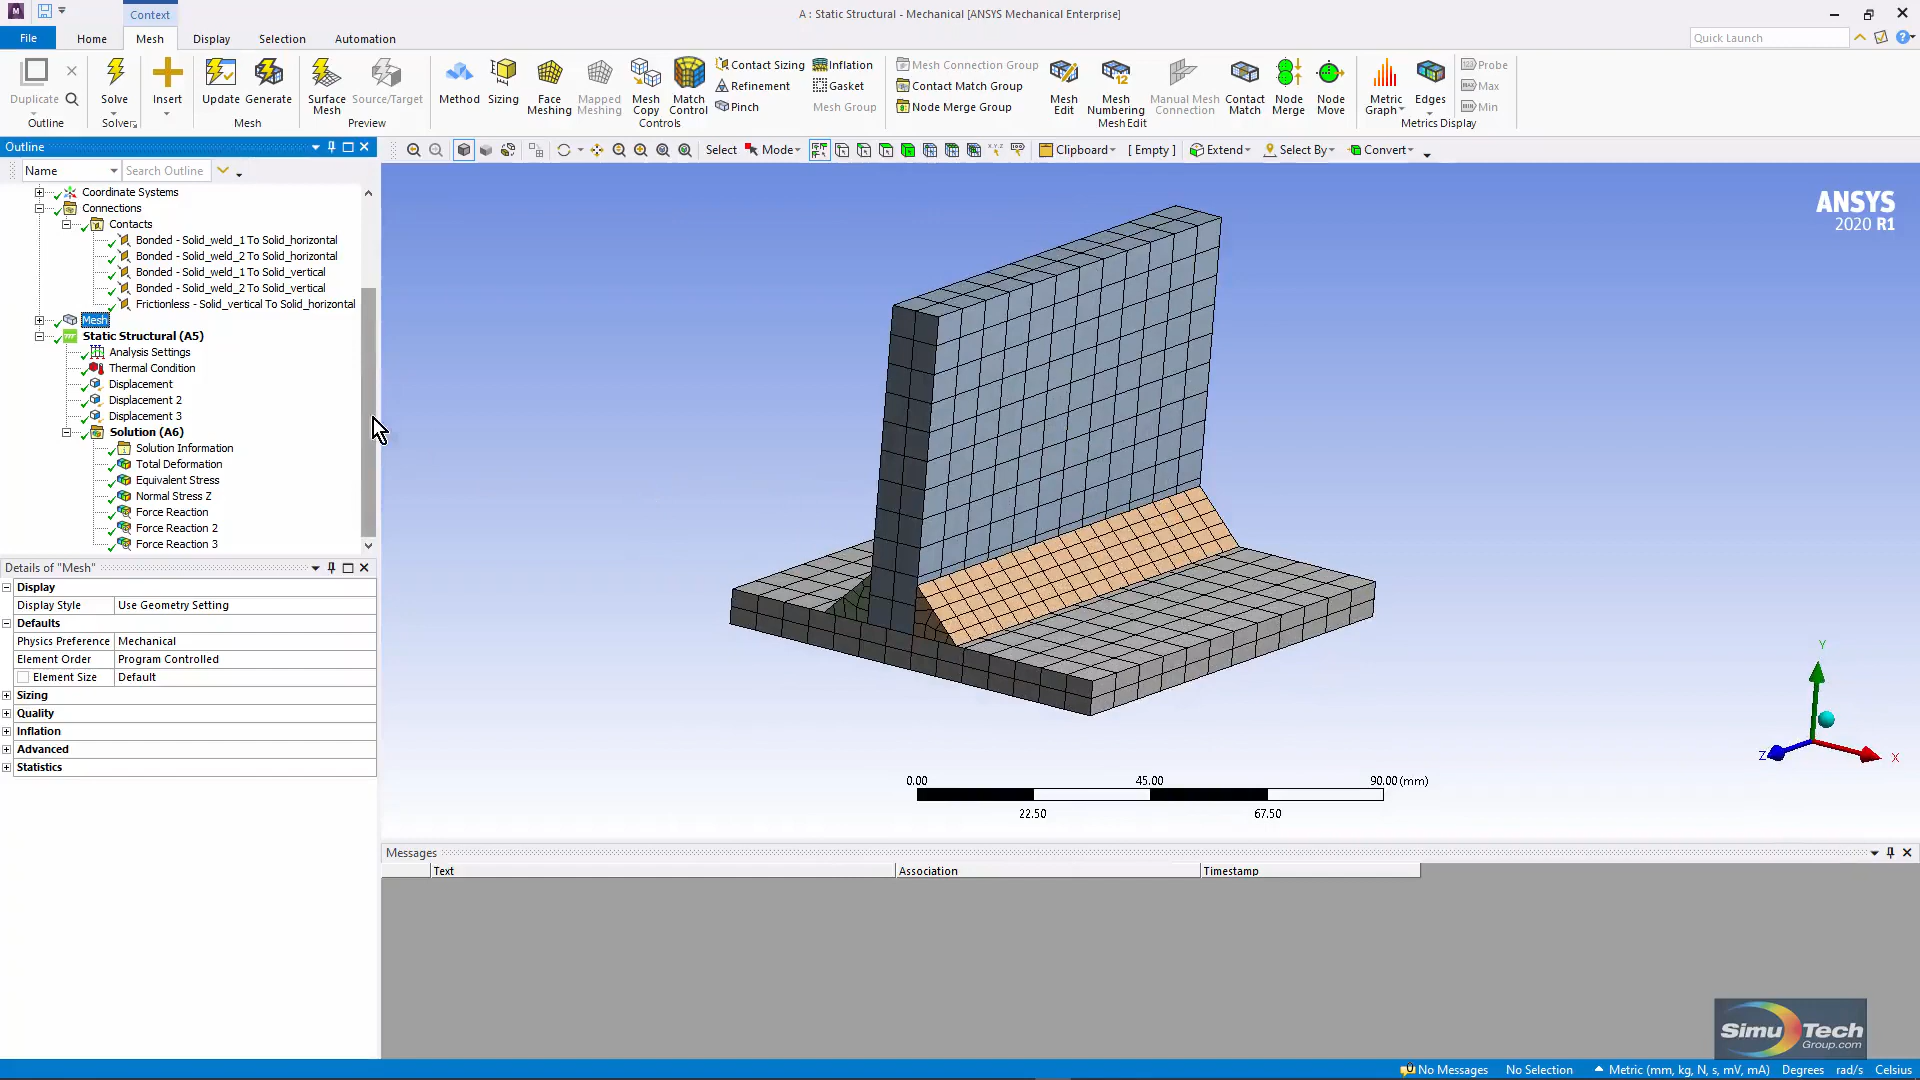 Context
A : Static Structural - Mechanical [ANSYS Mechanical Enterprise]
File Home Mesh Display Selection Automation
Quick Launch
Duplicate
Outline
Solve
Solver
Insert
Update Generate
Mesh
Surface Mesh
Source/Target
Preview
Method Sizing
Face Meshing
Mapped Meshing
Mesh Copy
Match Control
Contact Sizing
Refinement
Pinch
Inflation
Gasket
Mesh Group
Controls
Mesh Connection Group
Contact Match Group
Node Merge Group
Mesh Edit
Mesh Numbering
Manual Mesh Connection
Contact Match
Node Merge
Node Move
Mesh Edit
Metric Graph
Edges
Probe
Max
Min
Metrics Display
Outline
Name Search Outline
Select Mode Clipboard [ Empty ] Extend Select By Convert
Coordinate Systems
Connections
Contacts
Bonded - Solid_weld_1 To Solid_horizontal
Bonded - Solid_weld_2 To Solid_horizontal
Bonded - Solid_weld_1 To Solid_vertical
Bonded - Solid_weld_2 To Solid_vertical
Frictionless - Solid_vertical To Solid_horizontal
Mesh
Static Structural (A5)
Analysis Settings
Thermal Condition
Displacement
Displacement 2
Displacement 3
Solution (A6)
Solution Information
Total Deformation
Equivalent Stress
Normal Stress Z
Force Reaction
Force Reaction 2
Force Reaction 3
Details of "Mesh"
Display
Display Style Use Geometry Setting
Defaults
Physics Preference Mechanical
Element Order Program Controlled
Element Size Default
Sizing
Quality
Inflation
Advanced
Statistics
ANSYS
2020 R1
Y
Z X
0.00 45.00 90.00 (mm)
22.50 67.50
Messages
Text Association Timestamp
SimuTech
Group.com
No Messages No Selection Metric (mm, kg, N, s, mV, mA) Degrees rad/s Celsius